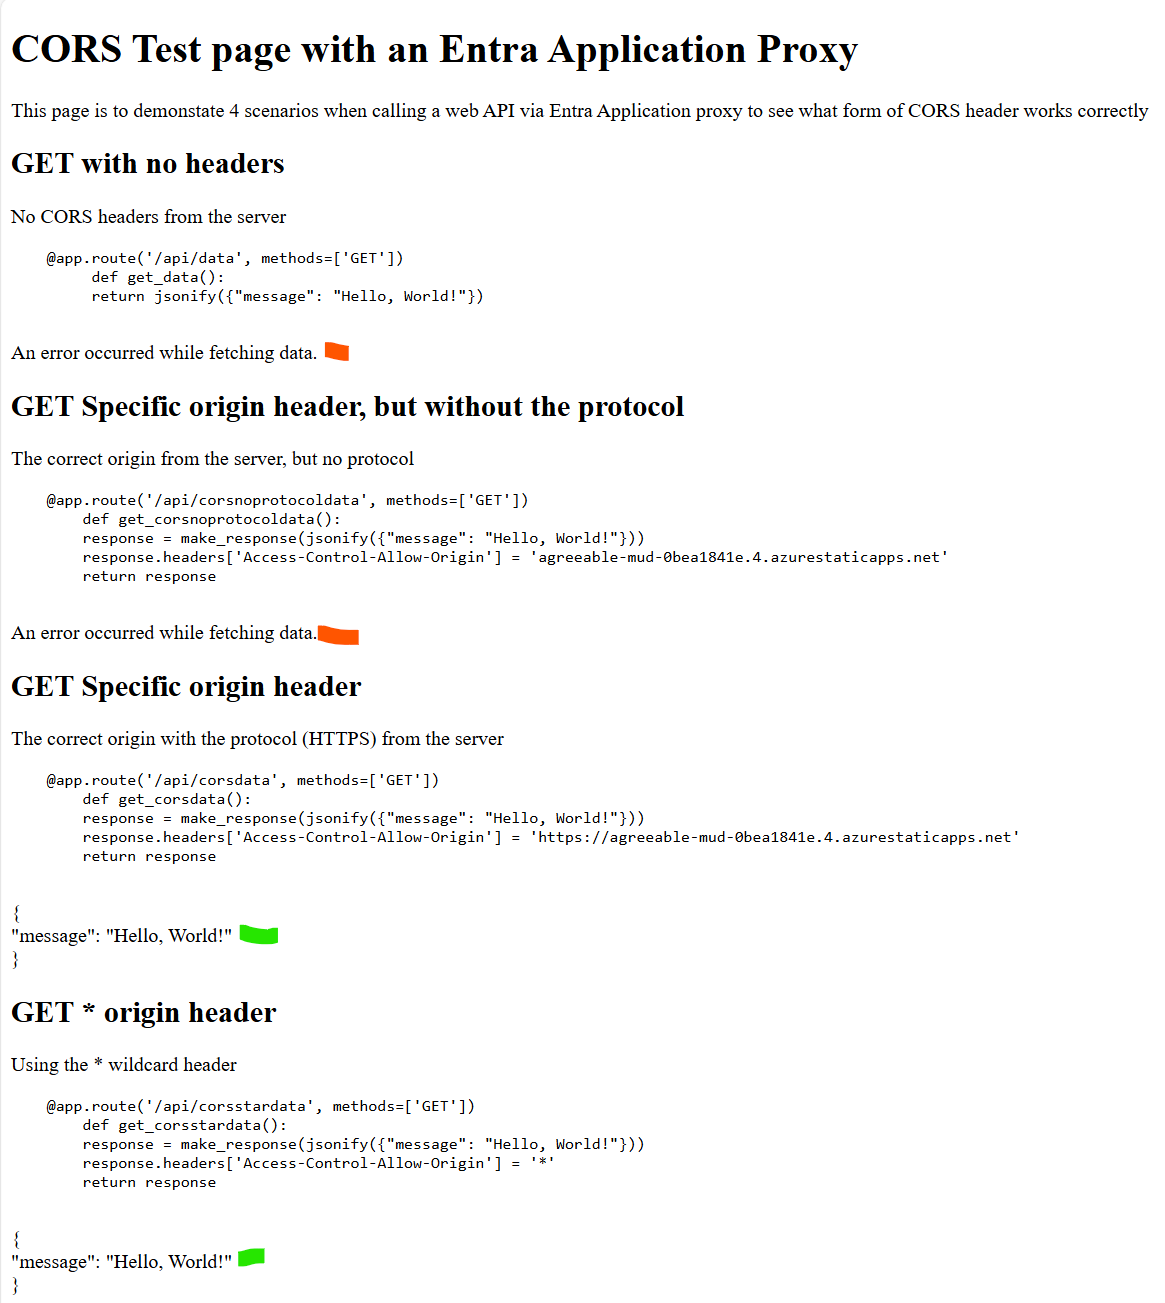 CORS Test page with an Entra Application Proxy
This page is to demonstate 4 scenarios when calling a web API via Entra Application proxy to see what form of CORS header works correctly
GET with no headers
No CORS headers from the server
@app.route('/api/data', methods=['GET'])
def get_data():
return jsonify({"message": "Hello, World!"})
An error occurred while fetching data.
GET Specific origin header, but without the protocol
The correct origin from the server, but no protocol
@app.route('/api/corsnoprotocoldata', methods=['GET'])
def get_corsnoprotocoldata():
response = make_response(jsonify({"message": "Hello, World!"}))
response.headers['Access-Control-Allow-Origin'] = 'agreeable-mud-0bea1841e.4.azurestaticapps.net'
return response
An error occurred while fetching data.
GET Specific origin header
The correct origin with the protocol (HTTPS) from the server
@app.route('/api/corsdata', methods=['GET'])
def get_corsdata():
response = make_response(jsonify({"message": "Hello, World!"}))
response.headers['Access-Control-Allow-Origin'] = 'https://agreeable-mud-0bea1841e.4.azurestaticapps.net'
return response
{
"message": "Hello, World!"
}
GET * origin header
Using the * wildcard header
@app.route('/api/corsstardata', methods=['GET'])
def get_corsstardata():
response = make_response(jsonify({"message": "Hello, World!"}))
response.headers['Access-Control-Allow-Origin'] = '*'
return response
{
"message": "Hello, World!"
}